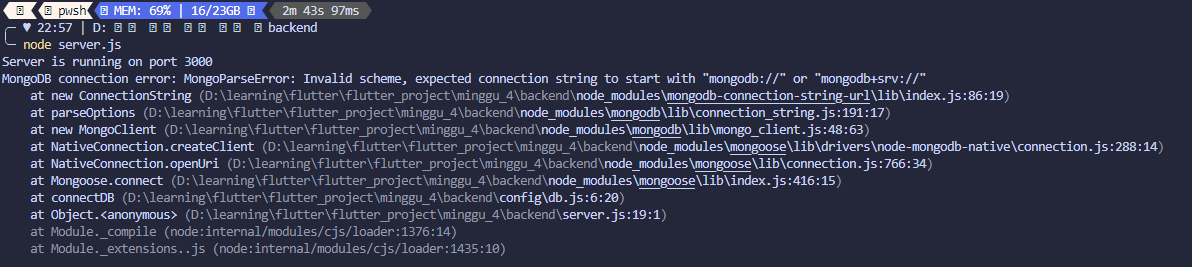 pwsh MEM: 69% | 16/23GB 2m 43s 97ms
♥ 22:57 | D: backend
node server.js
Server is running on port 3000
MongoDB connection error: MongoParseError: Invalid scheme, expected connection string to start with "mongodb://" or "mongodb+srv://"
at new ConnectionString (D:\learning\flutter\flutter_project\minggu_4\backend\node_modules\mongodb-connection-string-url\lib\index.js:86:19)
at parseOptions (D:\learning\flutter\flutter_project\minggu_4\backend\node_modules\mongodb\lib\connection_string.js:191:17)
at new MongoClient (D:\learning\flutter\flutter_project\minggu_4\backend\node_modules\mongodb\lib\mongo_client.js:48:63)
at NativeConnection.createClient (D:\learning\flutter\flutter_project\minggu_4\backend\node_modules\mongoose\lib\drivers\node-mongodb-native\connection.js:288:14)
at NativeConnection.openUri (D:\learning\flutter\flutter_project\minggu_4\backend\node_modules\mongoose\lib\connection.js:766:34)
at Mongoose.connect (D:\learning\flutter\flutter_project\minggu_4\backend\node_modules\mongoose\lib\index.js:416:15)
at connectDB (D:\learning\flutter\flutter_project\minggu_4\backend\config\db.js:6:20)
at Object.<anonymous> (D:\learning\flutter\flutter_project\minggu_4\backend\server.js:19:1)
at Module._compile (node:internal/modules/cjs/loader:1376:14)
at Module._extensions..js (node:internal/modules/cjs/loader:1435:10)